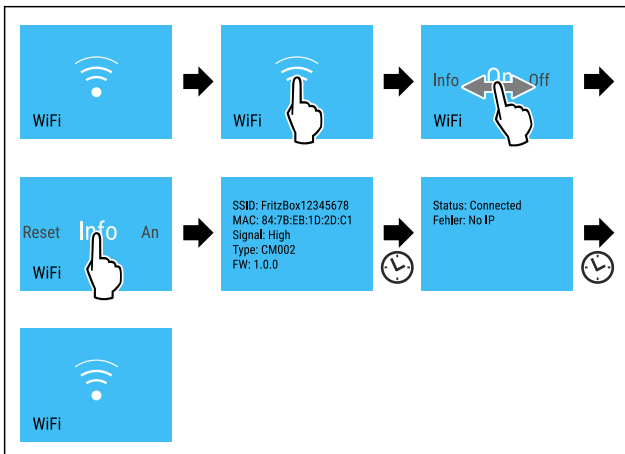 WiFi
WiFi
Info On Off
WiFi
Reset Info An
WiFi
SSID: FritzBox12345678
MAC: 84:7B:EB:1D:2D:C1
Signal: High
Type: CM002
FW: 1.0.0
Status: Connected
Fehler: No IP
WiFi